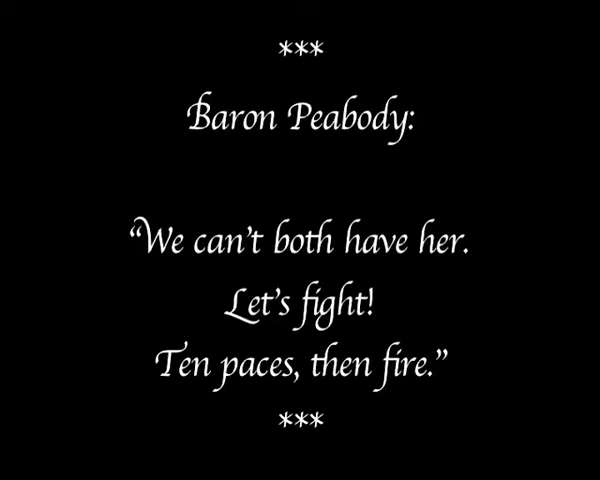 ***
Baron Peabody:
“We can't both have her.
Let's fight!
Ten paces, then fire.”
***